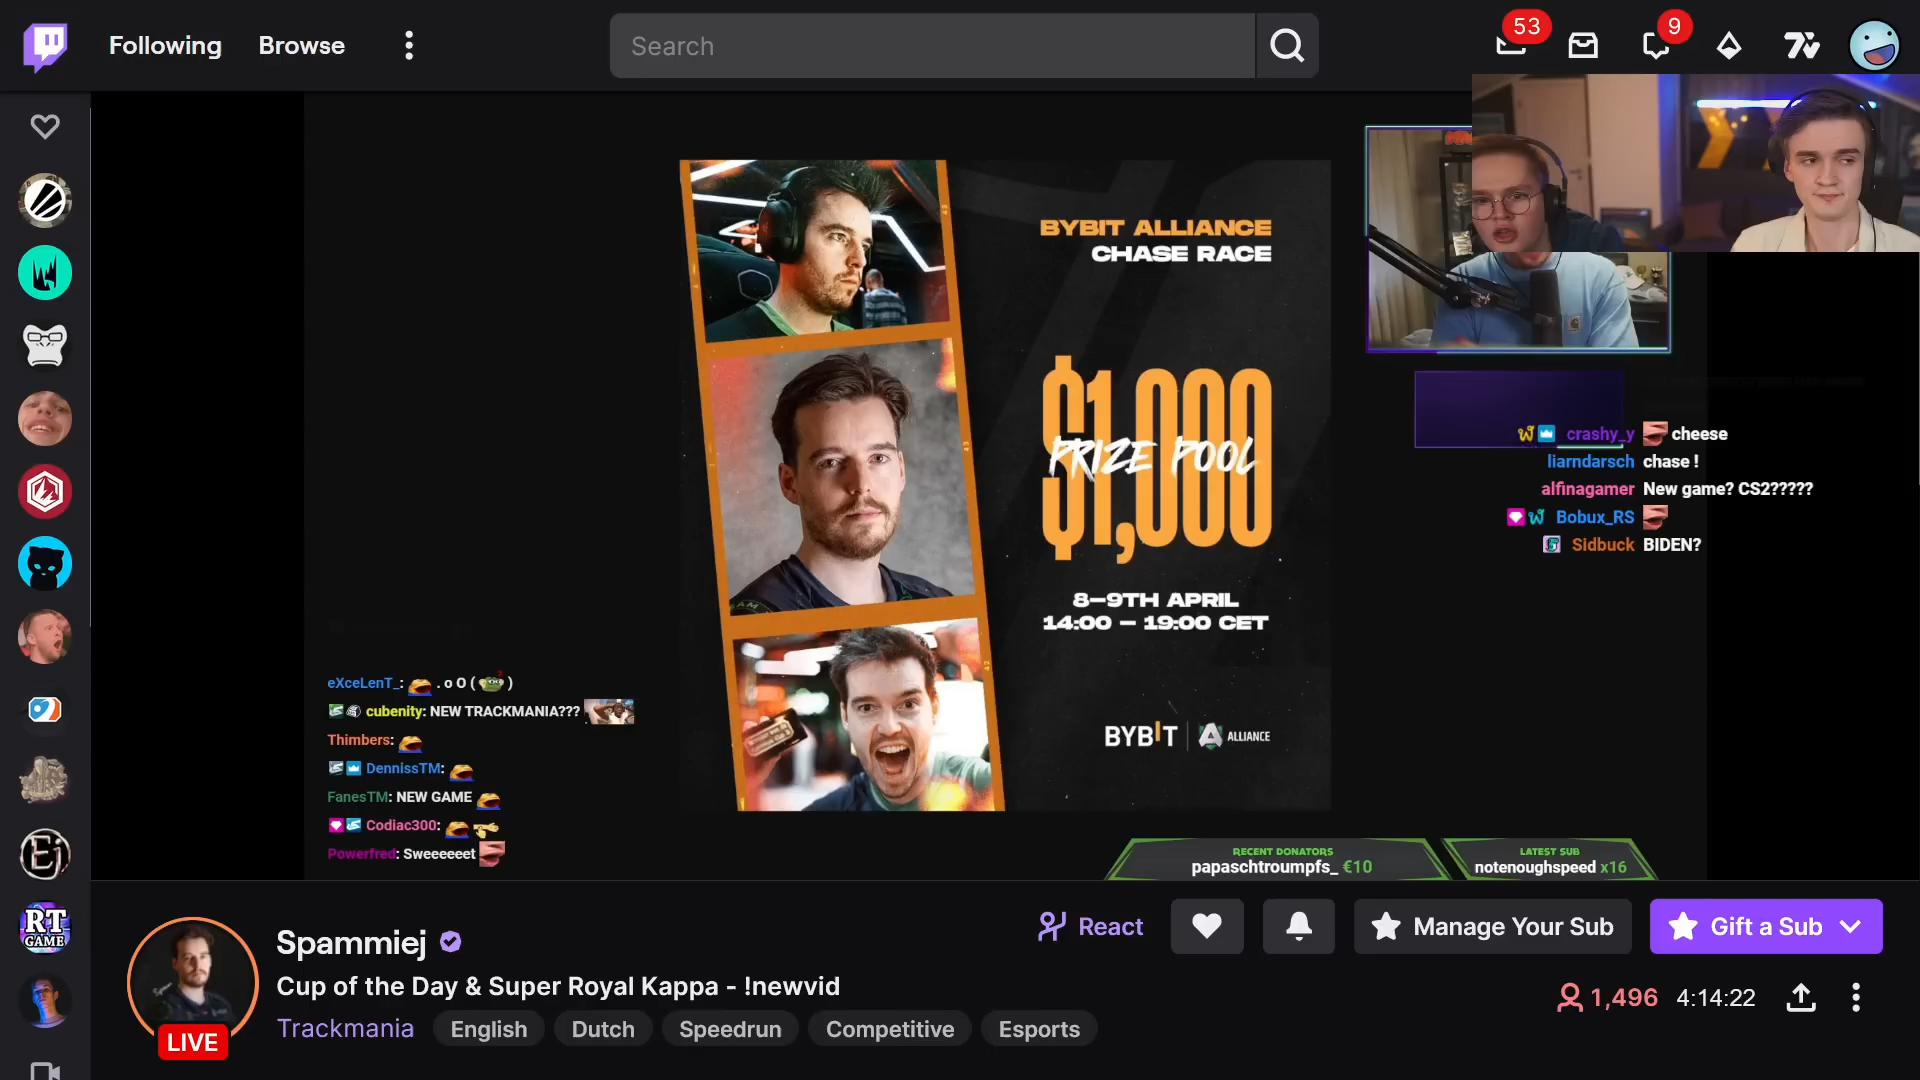 Following
Browse
Search
53
9
BYBIT ALLIANCE
CHASE RACE
$1,000
PRIZE POOL
8–9TH APRIL
14:00 – 19:00 CET
BYBIT
ALLIANCE
crashy_y cheese
liarndarsch chase !
alfinagamer New game? CS2?????
Bobux_RS
Sidbuck BIDEN?
eXceLenT_: . o O ( )
cubenity: NEW TRACKMANIA???
Thimbers:
DennissTM:
FanesTM: NEW GAME
Codiac300:
Powerfred: Sweeeeeet
RECENT DONATORS
papaschtroumpfs_ €10
LATEST SUB
notenoughspeed x16
Ej
RT
GAME
Spammiej
React
Manage Your Sub
Gift a Sub
Cup of the Day & Super Royal Kappa - !newvid
1,496
4:14:22
Trackmania
English
Dutch
Speedrun
Competitive
Esports
LIVE